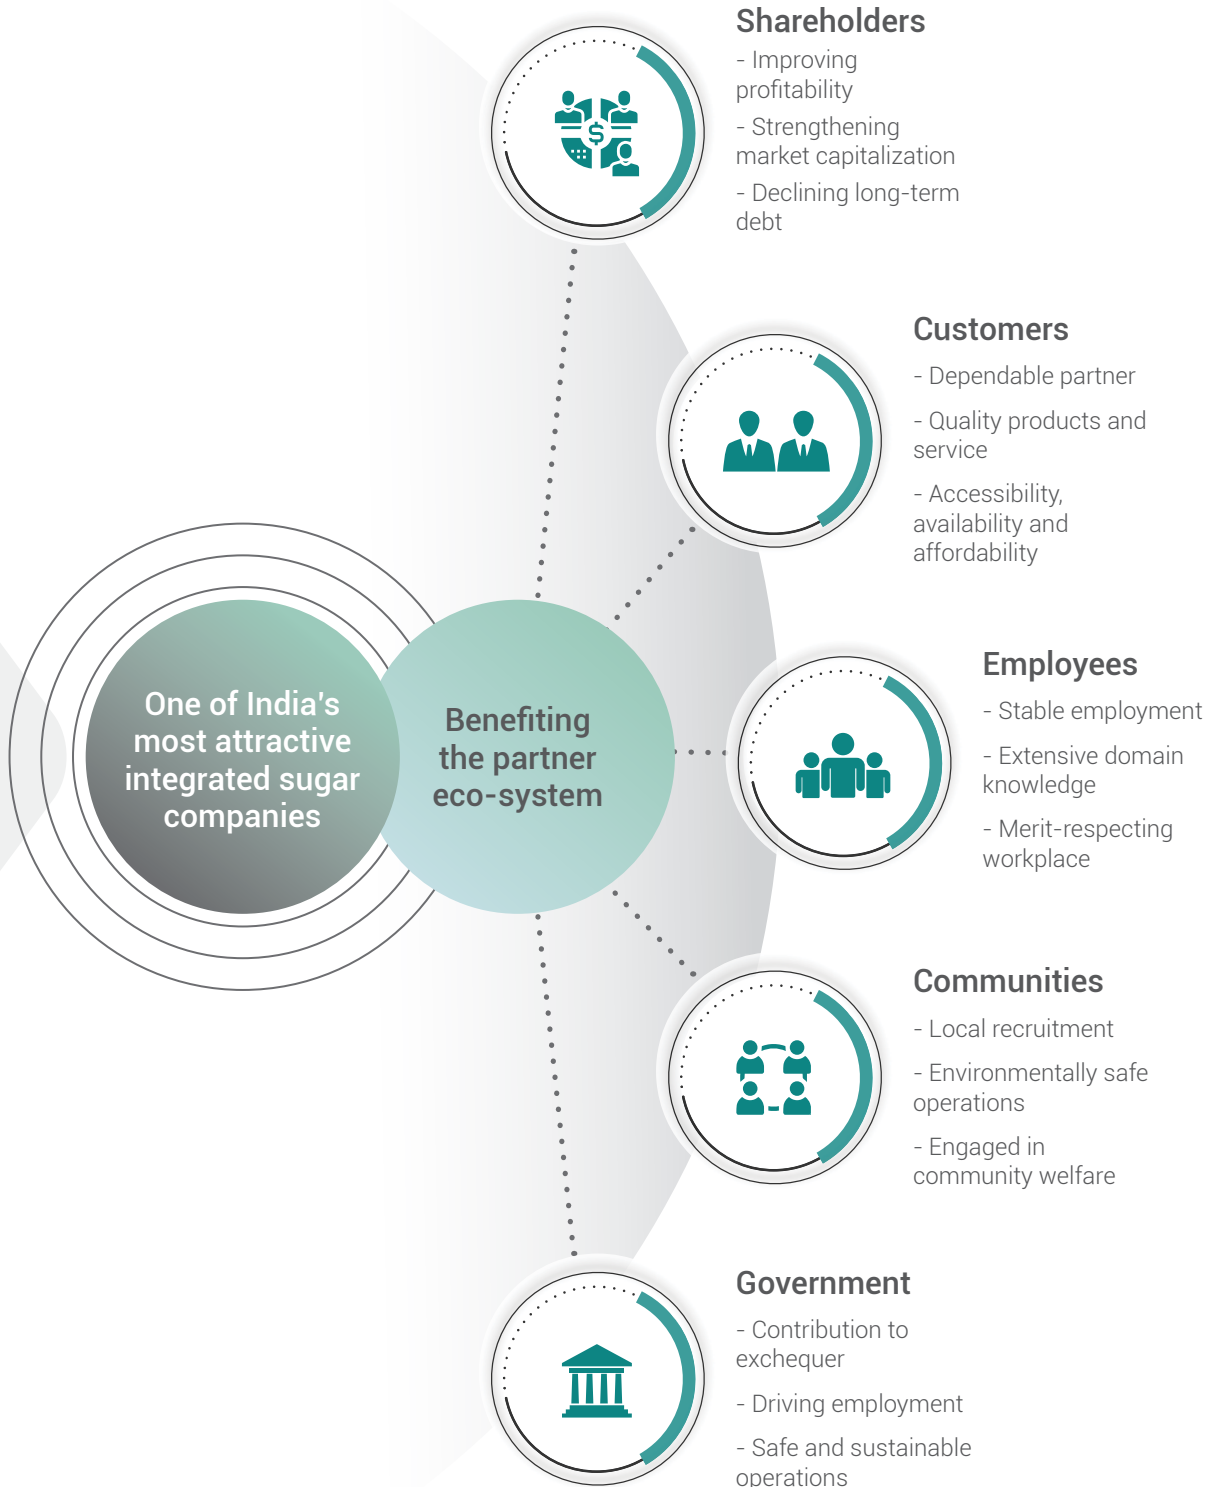 Shareholders
- Improving
profitability
- Strengthening
market capitalization
- Declining long-term
debt
Customers
- Dependable partner
- Quality products and
service
- Accessibility,
availability and
affordability
One of India's
most attractive
integrated sugar
companies
Benefiting
the partner
eco-system
Employees
- Stable employment
- Extensive domain
knowledge
- Merit-respecting
workplace
Communities
- Local recruitment
- Environmentally safe
operations
- Engaged in
community welfare
Government
- Contribution to
exchequer
- Driving employment
- Safe and sustainable
operations